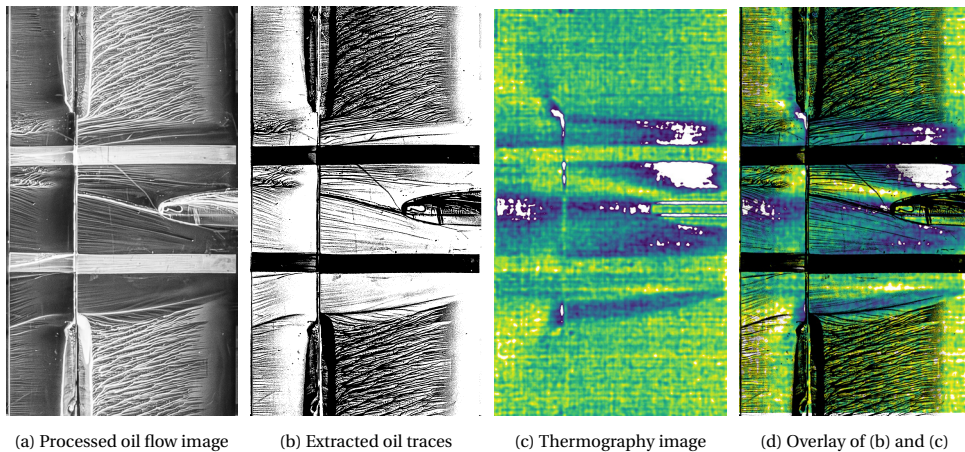 (a) Processed oil flow image
(b) Extracted oil traces
(c) Thermography image
(d) Overlay of (b) and (c)